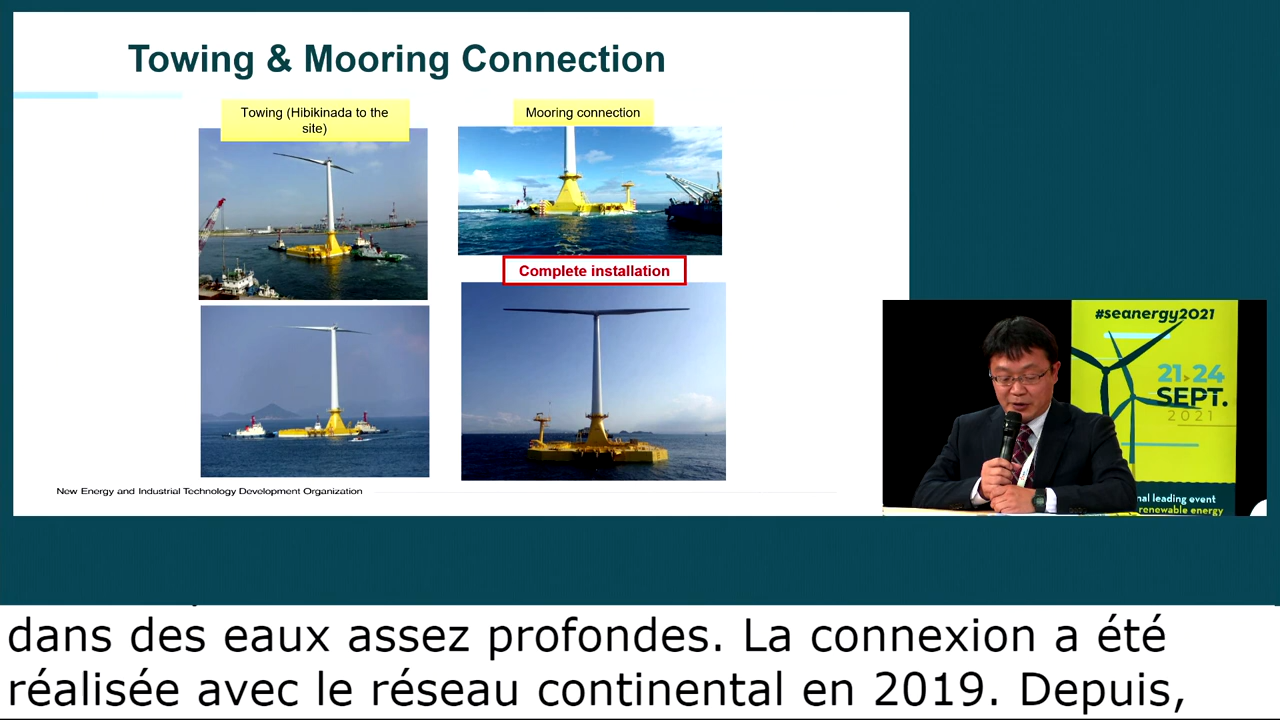 Towing & Mooring Connection
Towing (Hibikinada to the
site)
Mooring connection
Complete installation
New Energy and Industrial Technology Development Organization
#seanergy2021
21>24
SEPT.
2021
nal leading event
renewable energy
dans des eaux assez profondes. La connexion a été
réalisée avec le réseau continental en 2019. Depuis,